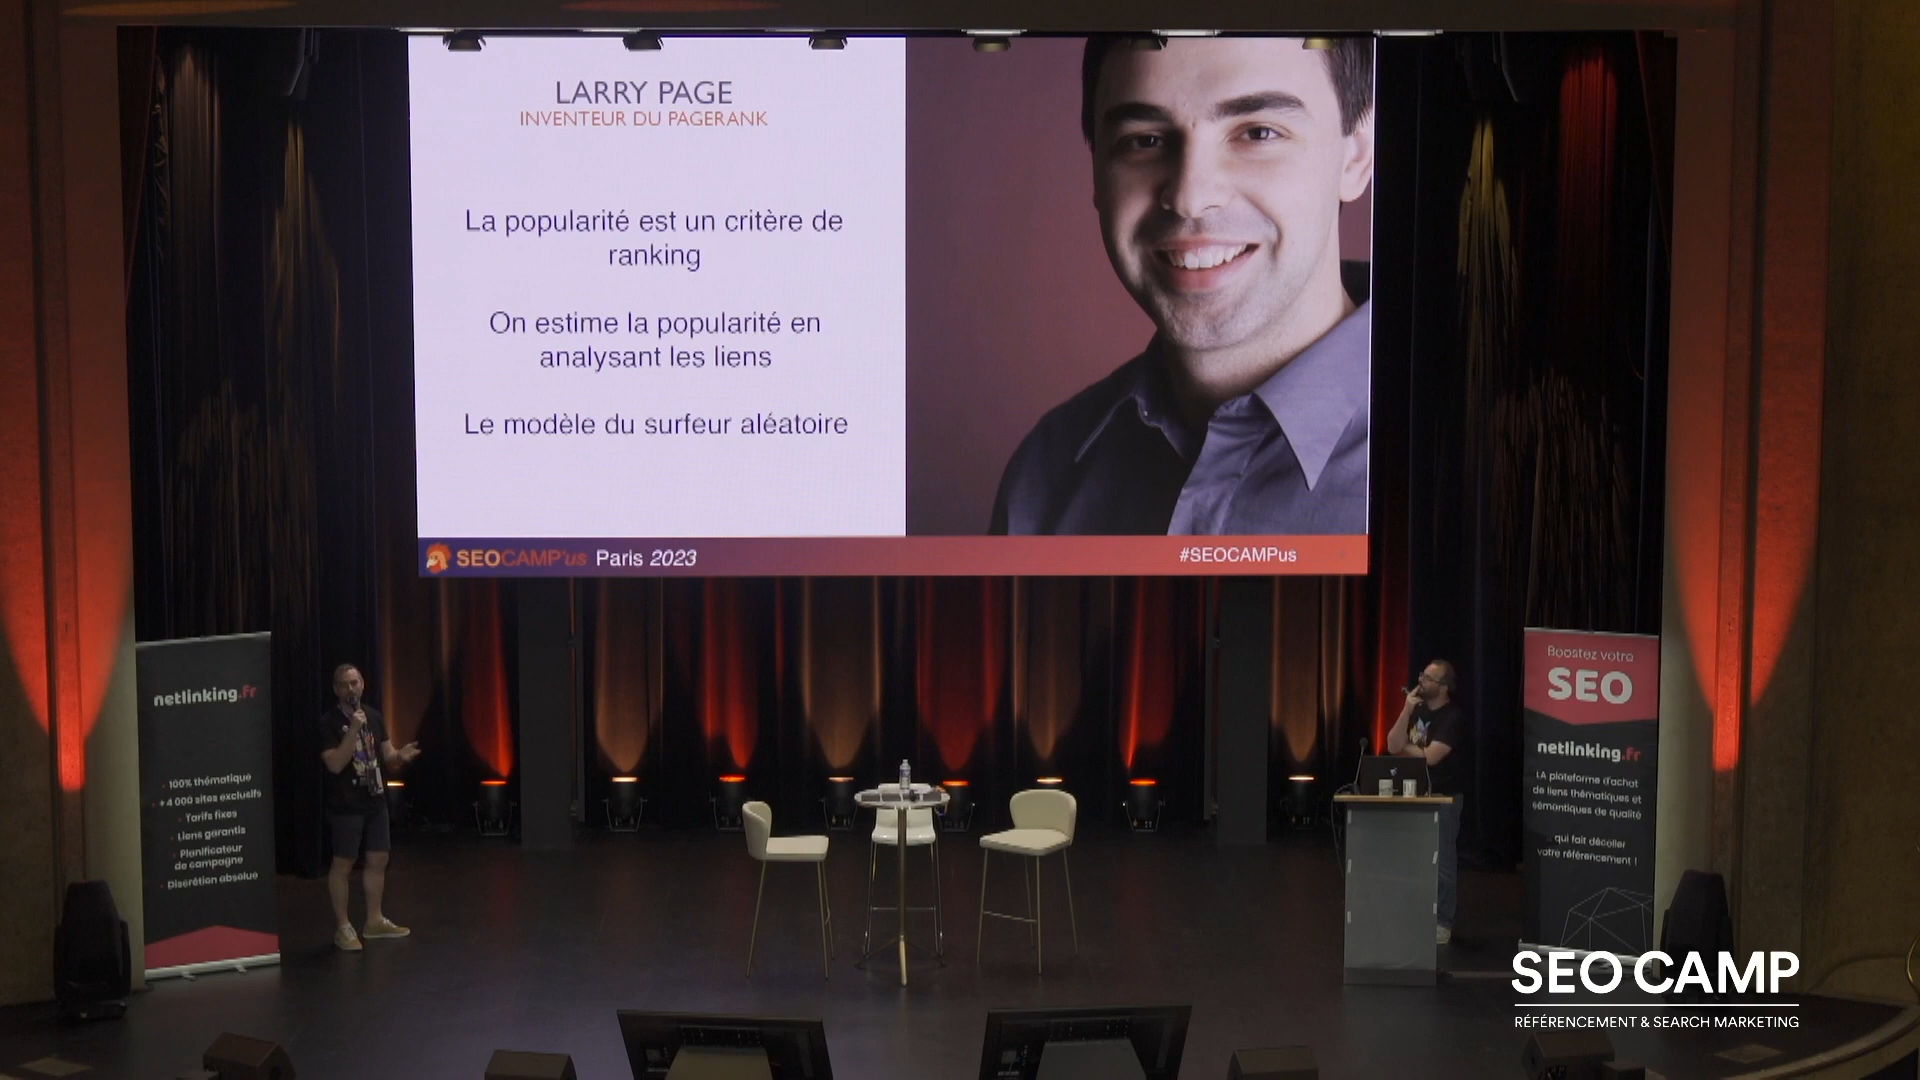 LARRY PAGE
INVENTEUR DU PAGERANK
La popularité est un critère de
ranking
On estime la popularité en
analysant les liens
Le modèle du surfeur aléatoire
SEOCAMP'us Paris 2023
#SEOCAMPus
netlinking.fr
100% thématique
+4 000 sites exclusifs
Tarifs fixes
Liens garantis
Planificateur
de campagne
Discrétion absolue
Boostez votre
SEO
netlinking.fr
LA plateforme d'achat
de liens thématiques et
sémantiques de qualité
... qui fait décoller
votre référencement !
SEO CAMP
RÉFÉRENCEMENT & SEARCH MARKETING